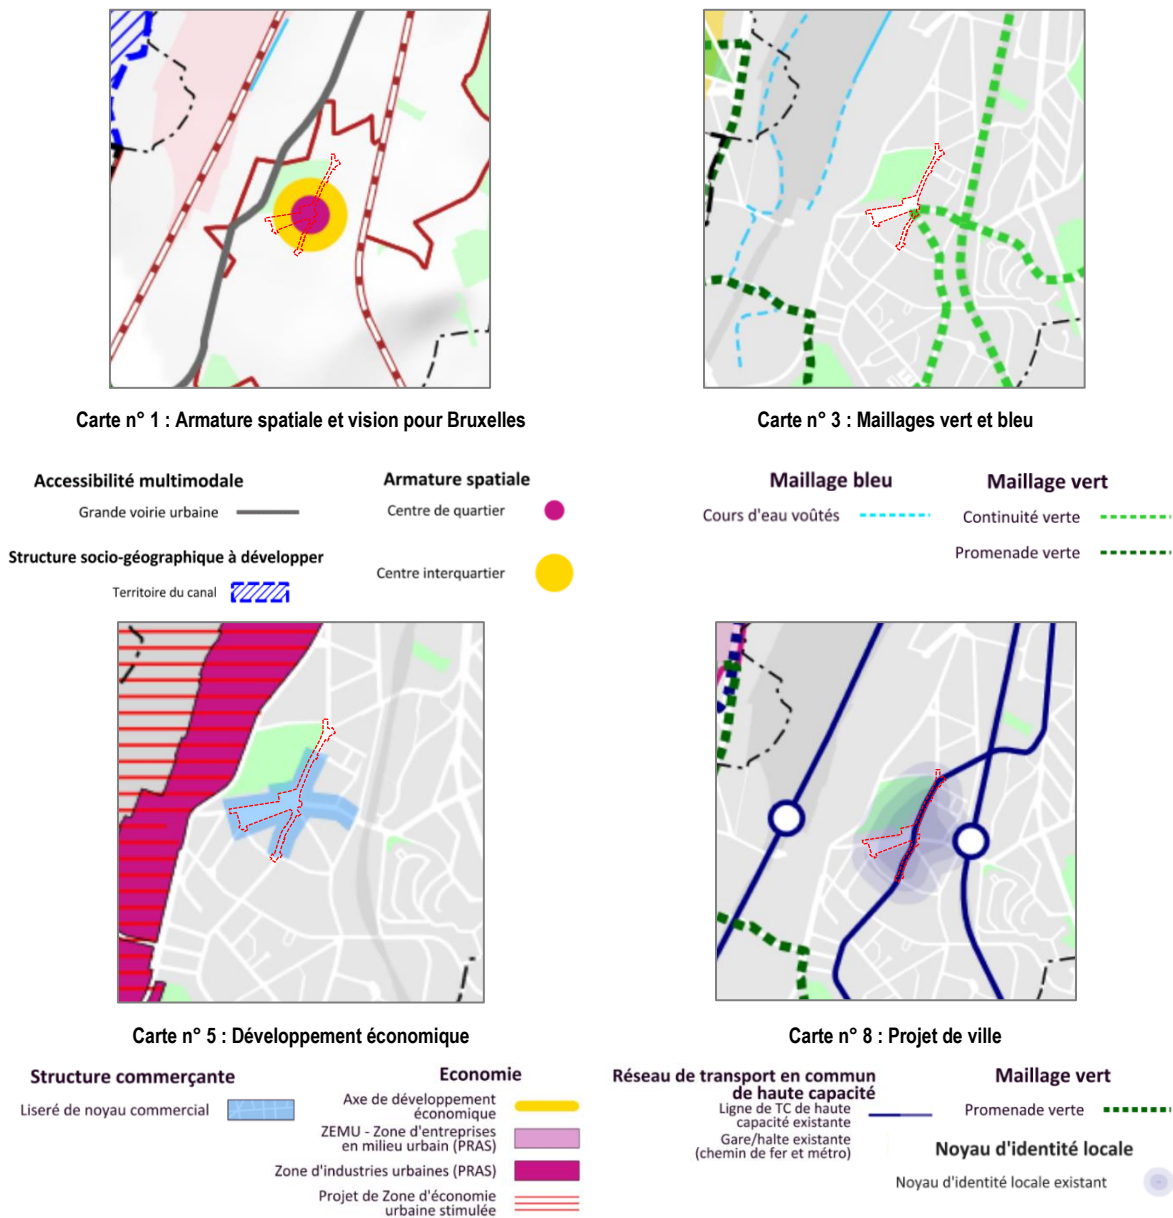 Carte n° 1 : Armature spatiale et vision pour Bruxelles
Carte n° 3 : Maillages vert et bleu
Accessibilité multimodale
Grande voirie urbaine
Structure socio-géographique à développer
Territoire du canal
Armature spatiale
Centre de quartier
Centre interquartier
Maillage bleu
Cours d'eau voûtés
Maillage vert
Continuité verte
Promenade verte
Carte n° 5 : Développement économique
Carte n° 8 : Projet de ville
Structure commerçante
Liseré de noyau commercial
Economie
Axe de développement
économique
ZEMU - Zone d'entreprises
en milieu urbain (PRAS)
Zone d'industries urbaines (PRAS)
Projet de Zone d'économie
urbaine stimulée
Réseau de transport en commun
de haute capacité
Ligne de TC de haute
capacité existante
Gare/halte existante
(chemin de fer et métro)
Maillage vert
Promenade verte
Noyau d'identité locale
Noyau d'identité locale existant